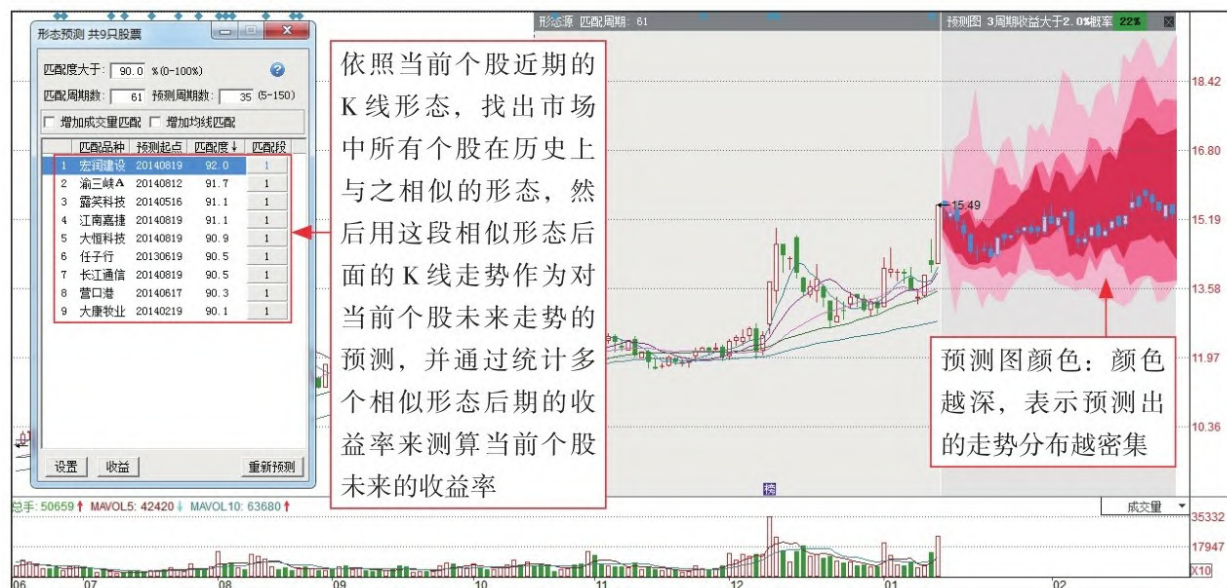 形态预测 共9只股票
匹配度大于: 90.0 %(0-100%)
匹配周期数: 61 预测周期数: 35 (5-150)
增加成交量匹配 增加均线匹配
匹配品种 预测起点 匹配度↓ 匹配段
1 宏润建设 20140819 92.0 1
2 渝三峡A 20140812 91.7 1
3 露笑科技 20140516 91.1 1
4 江南嘉捷 20140819 91.1 1
5 大恒科技 20140819 90.9 1
6 任子行 20130619 90.5 1
7 长江通信 20140819 90.5 1
8 营口港 20140617 90.3 1
9 大康牧业 20140219 90.1 1
设置 收益 重新预测
依照当前个股近期的
K线形态，找出市场
中所有个股在历史上
与之相似的形态，然
后用这段相似形态后
面的K线走势作为对
当前个股未来走势的
预测，并通过统计多
个相似形态后期的收
益率来测算当前个股
未来的收益率
形态源 匹配周期: 61
预测图 3周期收益大于2.0%概率 22%
15.49
预测图颜色：颜色
越深，表示预测出
的走势分布越密集
18.42
16.80
15.19
13.58
11.97
10.36
榜
总手: 50659↑ MAVOL5: 42420↓ MAVOL10: 63680↑
成交量
35332
17947
X10
06 07 08 09 10 11 12 01 02